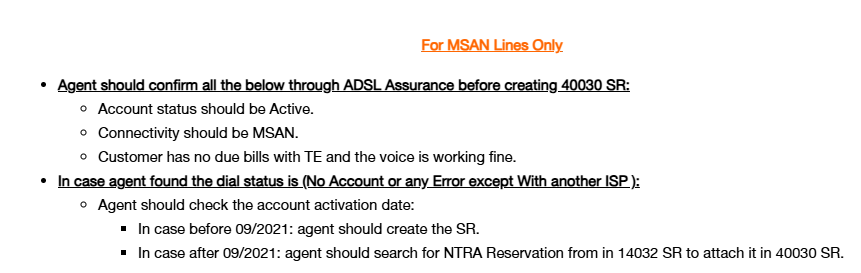 For MSAN Lines Only
• Agent should confirm all the below through ADSL Assurance before creating 40030 SR:
○ Account status should be Active.
○ Connectivity should be MSAN.
○ Customer has no due bills with TE and the voice is working fine.
• In case agent found the dial status is (No Account or any Error except With another ISP ):
○ Agent should check the account activation date:
▪ In case before 09/2021: agent should create the SR.
▪ In case after 09/2021: agent should search for NTRA Reservation from in 14032 SR to attach it in 40030 SR.